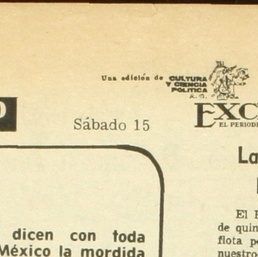 Una edición de CULTURA
Y CIENCIA
POLITICA
A. C.
O
Sábado 15
EXC
EL PERIODI
La
El
de quin
flota po
nuestro
dicen con toda
México la mordida